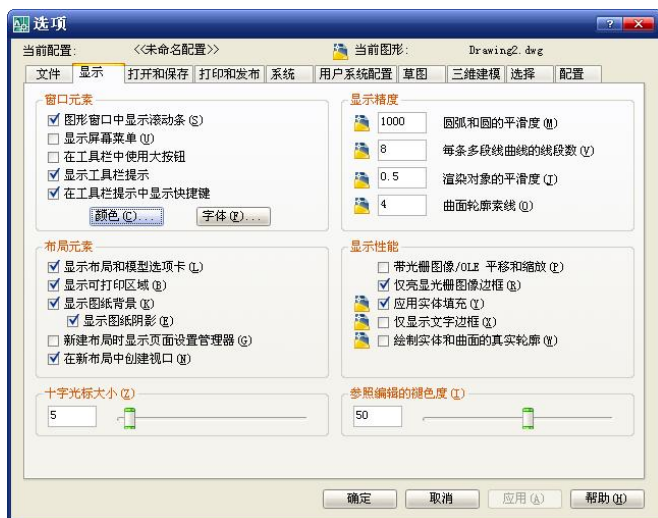 选项
当前配置: <<未命名配置>> 当前图形: Drawing2.dwg
文件 显示 打开和保存 打印和发布 系统 用户系统配置 草图 三维建模 选择 配置
窗口元素
图形窗口中显示滚动条(S)
显示屏幕菜单(U)
在工具栏中使用大按钮
显示工具栏提示
在工具栏提示中显示快捷键
颜色(C)... 字体(F)...
显示精度
1000 圆弧和圆的平滑度(M)
8 每条多段线曲线的线段数(V)
0.5 渲染对象的平滑度(J)
4 曲面轮廓素线(O)
布局元素
显示布局和模型选项卡(L)
显示可打印区域(B)
显示图纸背景(K)
显示图纸阴影(E)
新建布局时显示页面设置管理器(G)
在新布局中创建视口(N)
显示性能
带光栅图像/OLE 平移和缩放(P)
仅亮显光栅图像边框(R)
应用实体填充(Y)
仅显示文字边框(X)
绘制实体和曲面的真实轮廓(W)
十字光标大小(Z)
5
参照编辑的褪色度(I)
50
确定 取消 应用(A) 帮助(H)